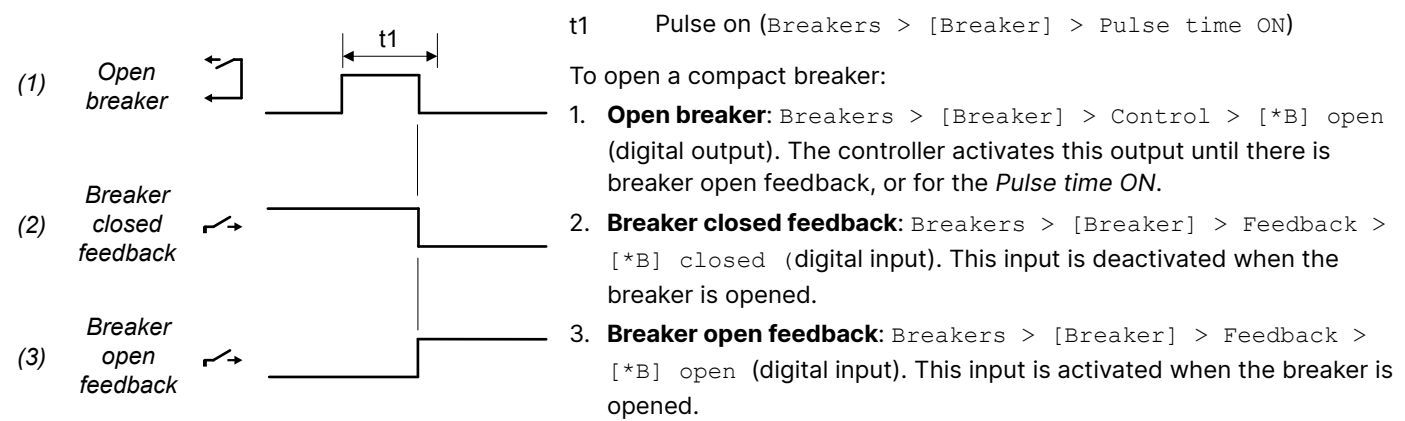 t1
(1)
Open
breaker
(2)
Breaker
closed
feedback
(3)
Breaker
open
feedback
t1 Pulse on (Breakers > [Breaker] > Pulse time ON)
To open a compact breaker:
1. Open breaker: Breakers > [Breaker] > Control > [*B] open
(digital output). The controller activates this output until there is
breaker open feedback, or for the Pulse time ON.
2. Breaker closed feedback: Breakers > [Breaker] > Feedback >
[*B] closed (digital input). This input is deactivated when the
breaker is opened.
3. Breaker open feedback: Breakers > [Breaker] > Feedback >
[*B] open (digital input). This input is activated when the breaker is
opened.